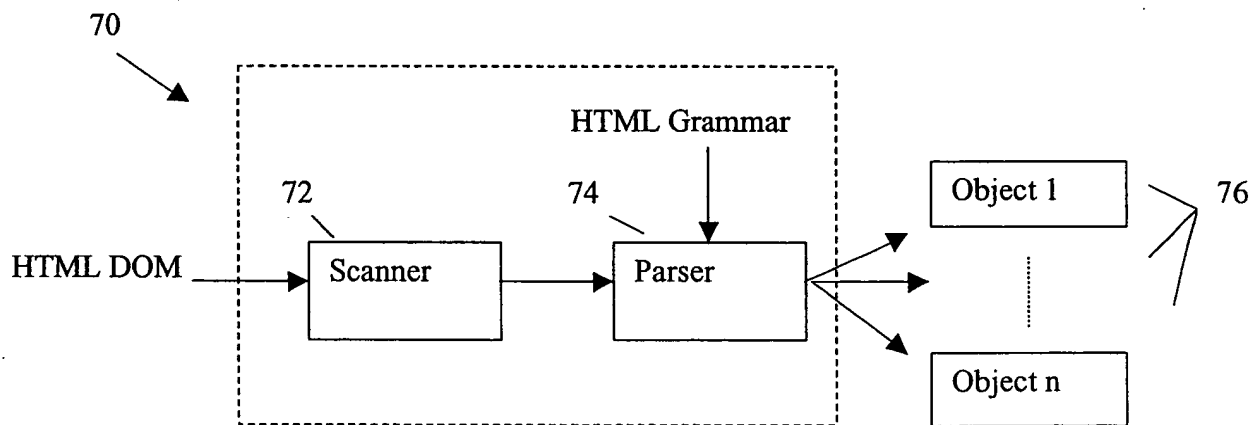 70
HTML Grammar
72
74
Object 1
76
HTML DOM
Scanner
Parser
Object n